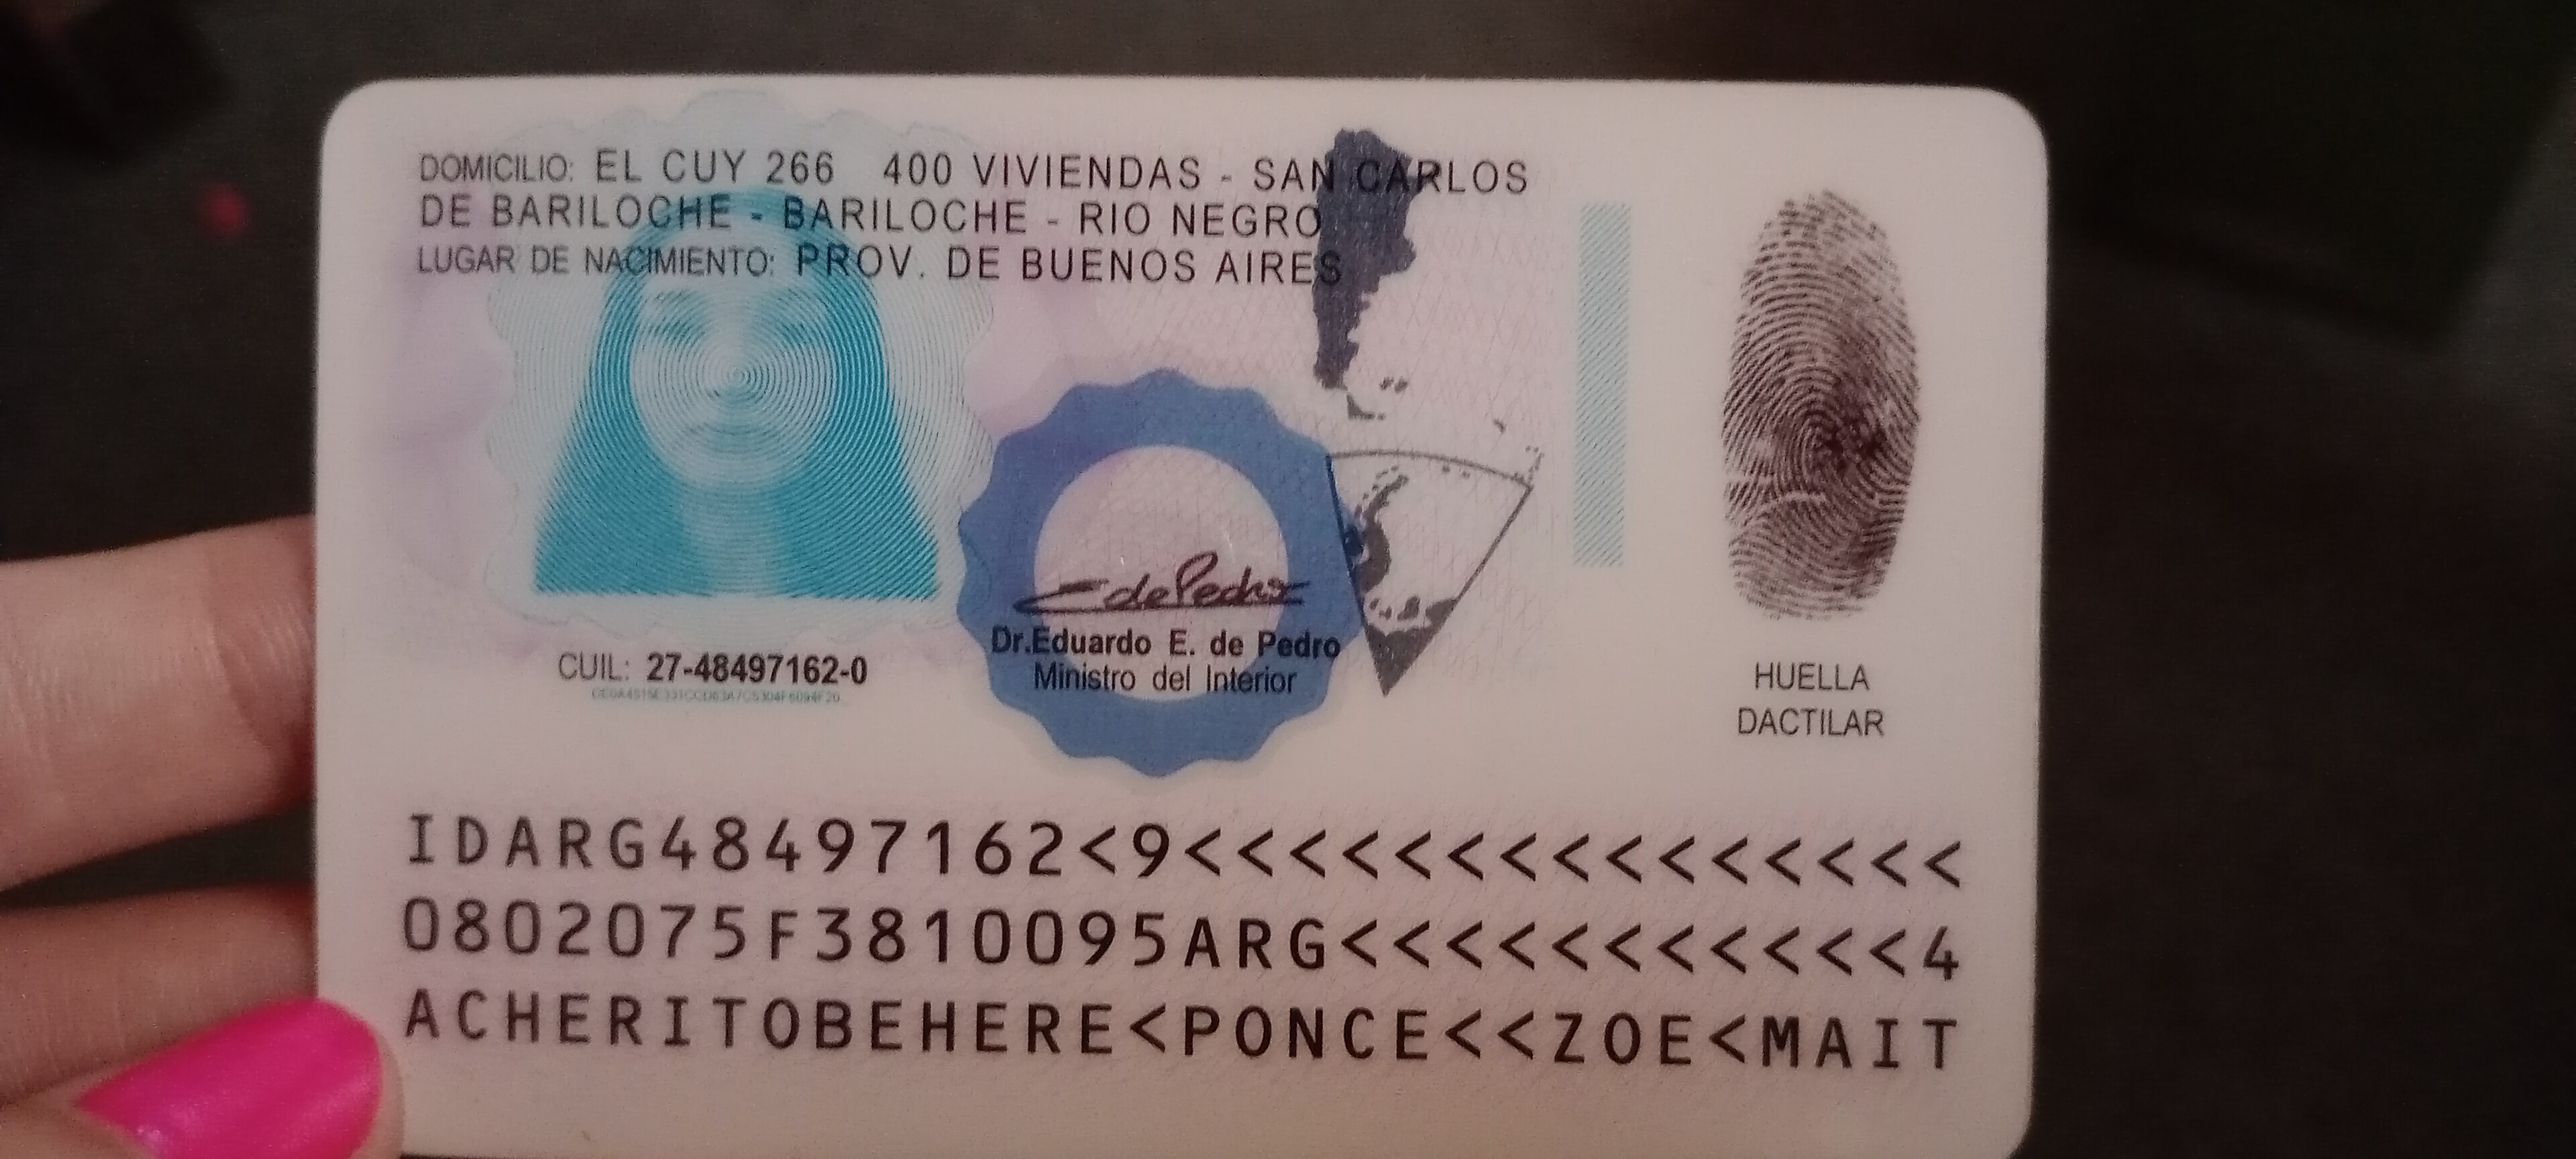 DOMICILIO: EL CUY 266 400 VIVIENDAS - SAN CARLOS
DE BARILOCHE - BARILOCHE - RIO NEGRO
LUGAR DE NACIMIENTO: PROV. DE BUENOS AIRES
CUIL: 27-48497162-0
Dr.Eduardo E. de Pedro
Ministro del Interior
HUELLA
DACTILAR
IDARG48497162<9<<<<<<<<<<<<<<<
0802075F3810095ARG<<<<<<<<<<<4
ACHERITOBEHERE<PONCE<<ZOE<MAIT